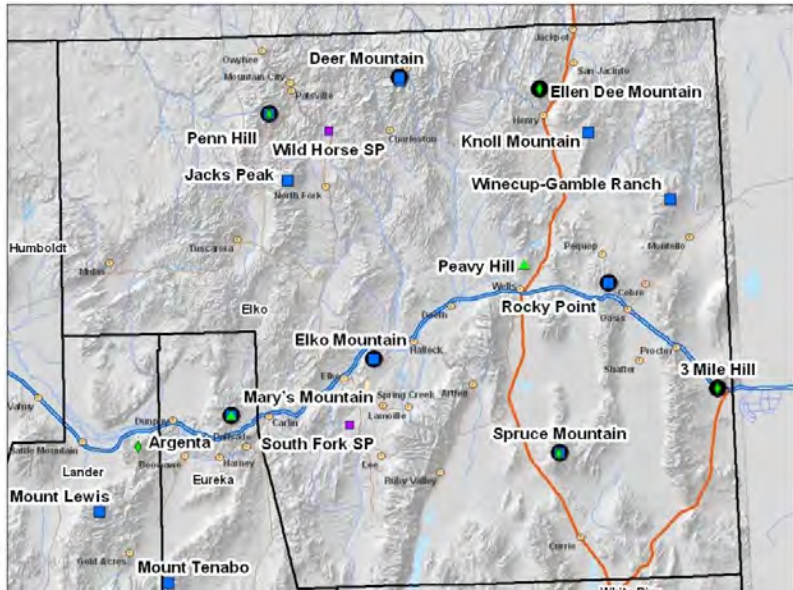 Jackpot
Owyhee
Deer Mountain
Mountain City
San Jacinto
Patsville
Ellen Dee Mountain
Penn Hill
Henry
Wild Horse SP
Charleston
Knoll Mountain
Jacks Peak
Winecup-Gamble Ranch
North Fork
Tuscarora
Humboldt
Pequop
Montello
Midas
Peavy Hill
Wells
Cobre
Elko
Rocky Point
Oasis
Deeth
Elko Mountain
Halleck
Procter
Shafter
3 Mile Hill
Elko
Valmy
Mary's Mountain
Spring Creek
Arthur
Dunphy
Lamoille
Carlin
Argenta
Palisade
South Fork SP
Spruce Mountain
Battle Mountain
Beowawe
Harney
Lee
Lander
Eureka
Ruby Valley
Mount Lewis
Currie
Gold Acres
Mount Tenabo